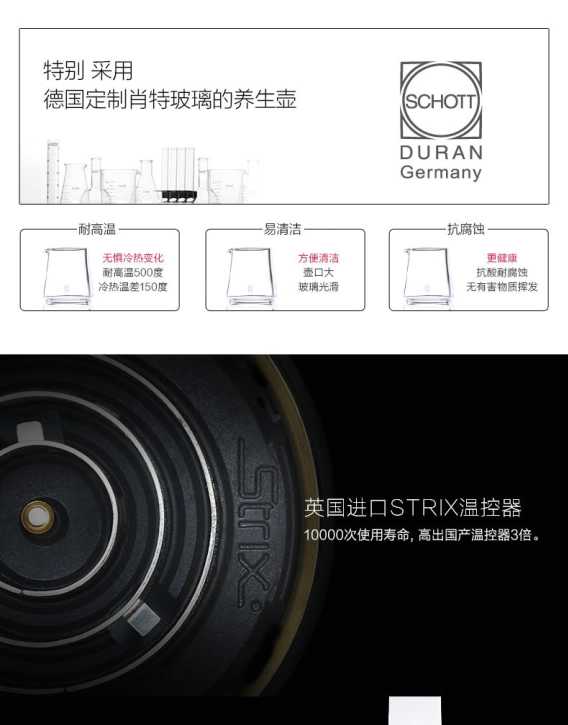 特别 采用
德国定制肖特玻璃的养生壶
SCHOTT
DURAN
Germany
耐高温
无惧冷热变化
耐高温500度
冷热温差150度
易清洁
方便清洁
壶口大
玻璃光滑
抗腐蚀
更健康
抗酸耐腐蚀
无有害物质挥发
Strix
英国进口STRIX温控器
10000次使用寿命, 高出国产温控器3倍。